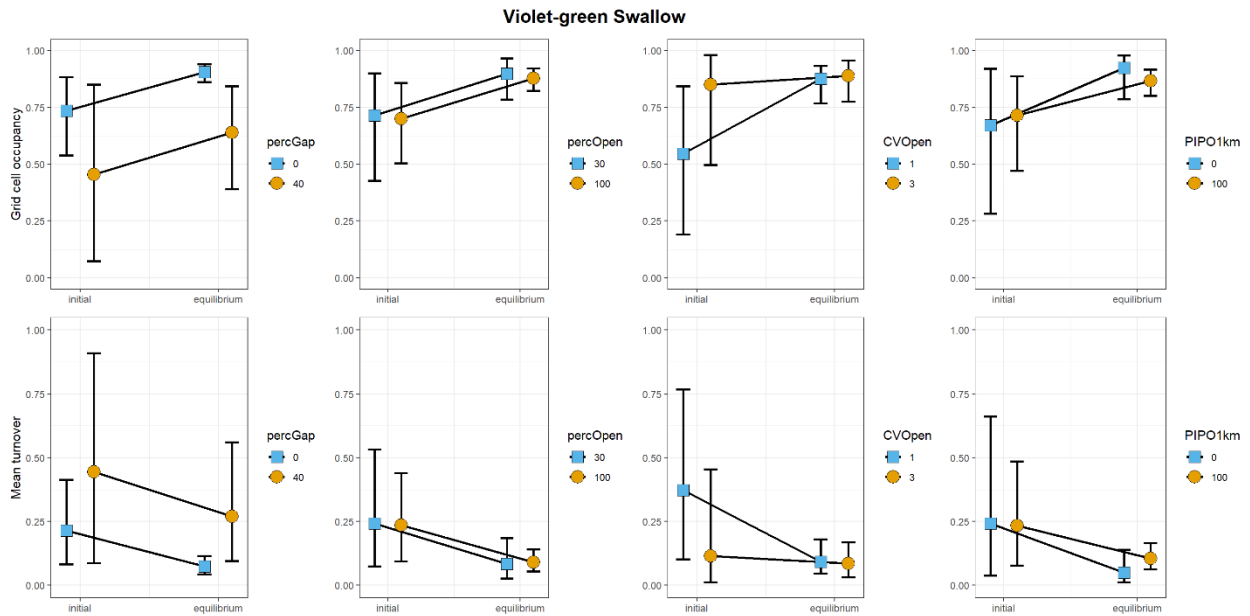 Violet-green Swallow
Grid cell occupancy
1.00
0.75
0.50
0.25
0.00
initial
equilibrium
percGap
0
40
1.00
0.75
0.50
0.25
0.00
initial
equilibrium
percOpen
30
100
1.00
0.75
0.50
0.25
0.00
initial
equilibrium
CVOpen
1
3
1.00
0.75
0.50
0.25
0.00
initial
equilibrium
PIPO1km
0
100
Mean turnover
1.00
0.75
0.50
0.25
0.00
initial
equilibrium
percGap
0
40
1.00
0.75
0.50
0.25
0.00
initial
equilibrium
percOpen
30
100
1.00
0.75
0.50
0.25
0.00
initial
equilibrium
CVOpen
1
3
1.00
0.75
0.50
0.25
0.00
initial
equilibrium
PIPO1km
0
100